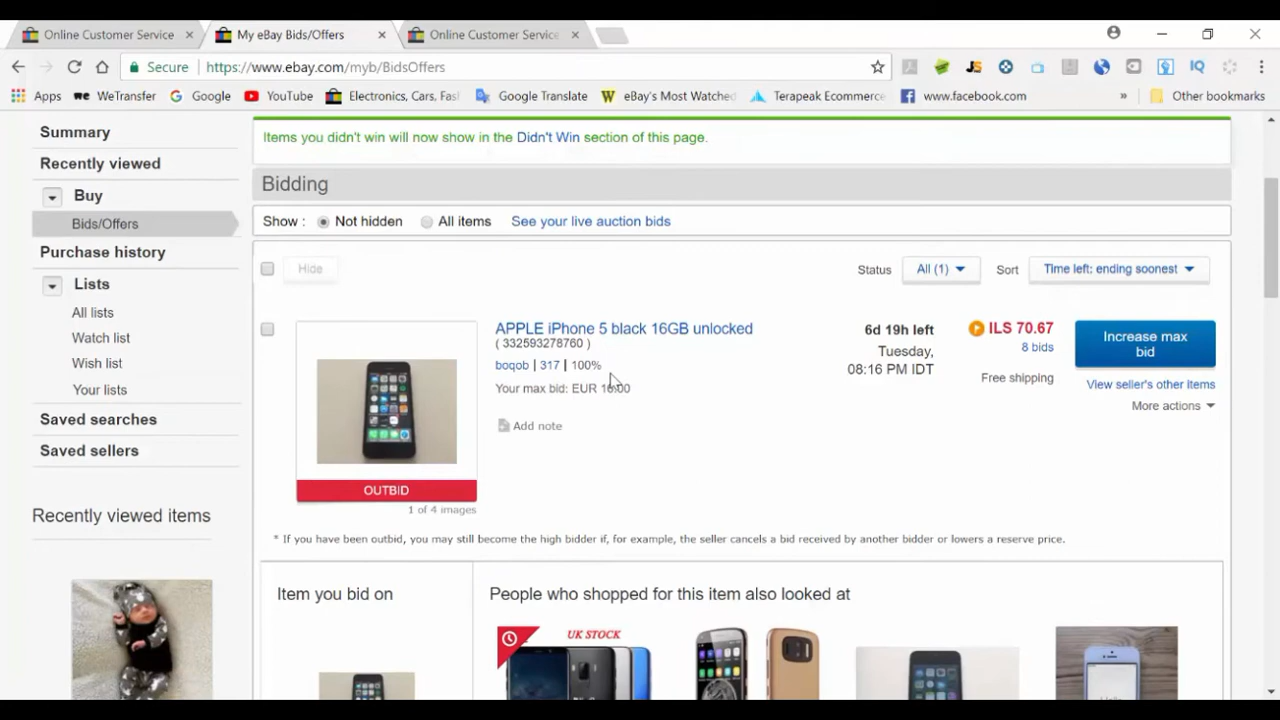 Online Customer Service
My eBay Bids/Offers
Online Customer Service
Secure
https://www.ebay.com/myb/BidsOffers
Apps
WeTransfer
Google
YouTube
Electronics, Cars, Fas
Google Translate
eBay's Most Watched
Terapeak Ecommerce
www.facebook.com
»
Other bookmarks
Summary
Recently viewed
Buy
Bids/Offers
Purchase history
Lists
All lists
Watch list
Wish list
Your lists
Saved searches
Saved sellers
Recently viewed items
Items you didn't win will now show in the Didn't Win section of this page.
Bidding
Show : Not hidden All items See your live auction bids
Hide
Status All (1) Sort Time left: ending soonest
APPLE iPhone 5 black 16GB unlocked
( 332593278760 )
boqob | 317 | 100%
Your max bid: EUR
Add note
6d 19h left
Tuesday,
08:16 PM IDT
ILS 70.67
8 bids
Free shipping
Increase max
bid
View seller's other items
More actions
OUTBID
1 of 4 images
* If you have been outbid, you may still become the high bidder if, for example, the seller cancels a bid received by another bidder or lowers a reserve price.
Item you bid on
People who shopped for this item also looked at
UK STOCK